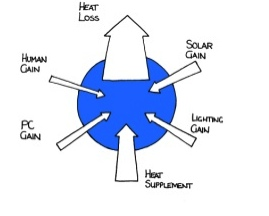 HEAT
LOSS
SOLAR
GAIN
HUMAN
GAIN
PC
GAIN
LIGHTING
GAIN
HEAT
SUPPLEMENT